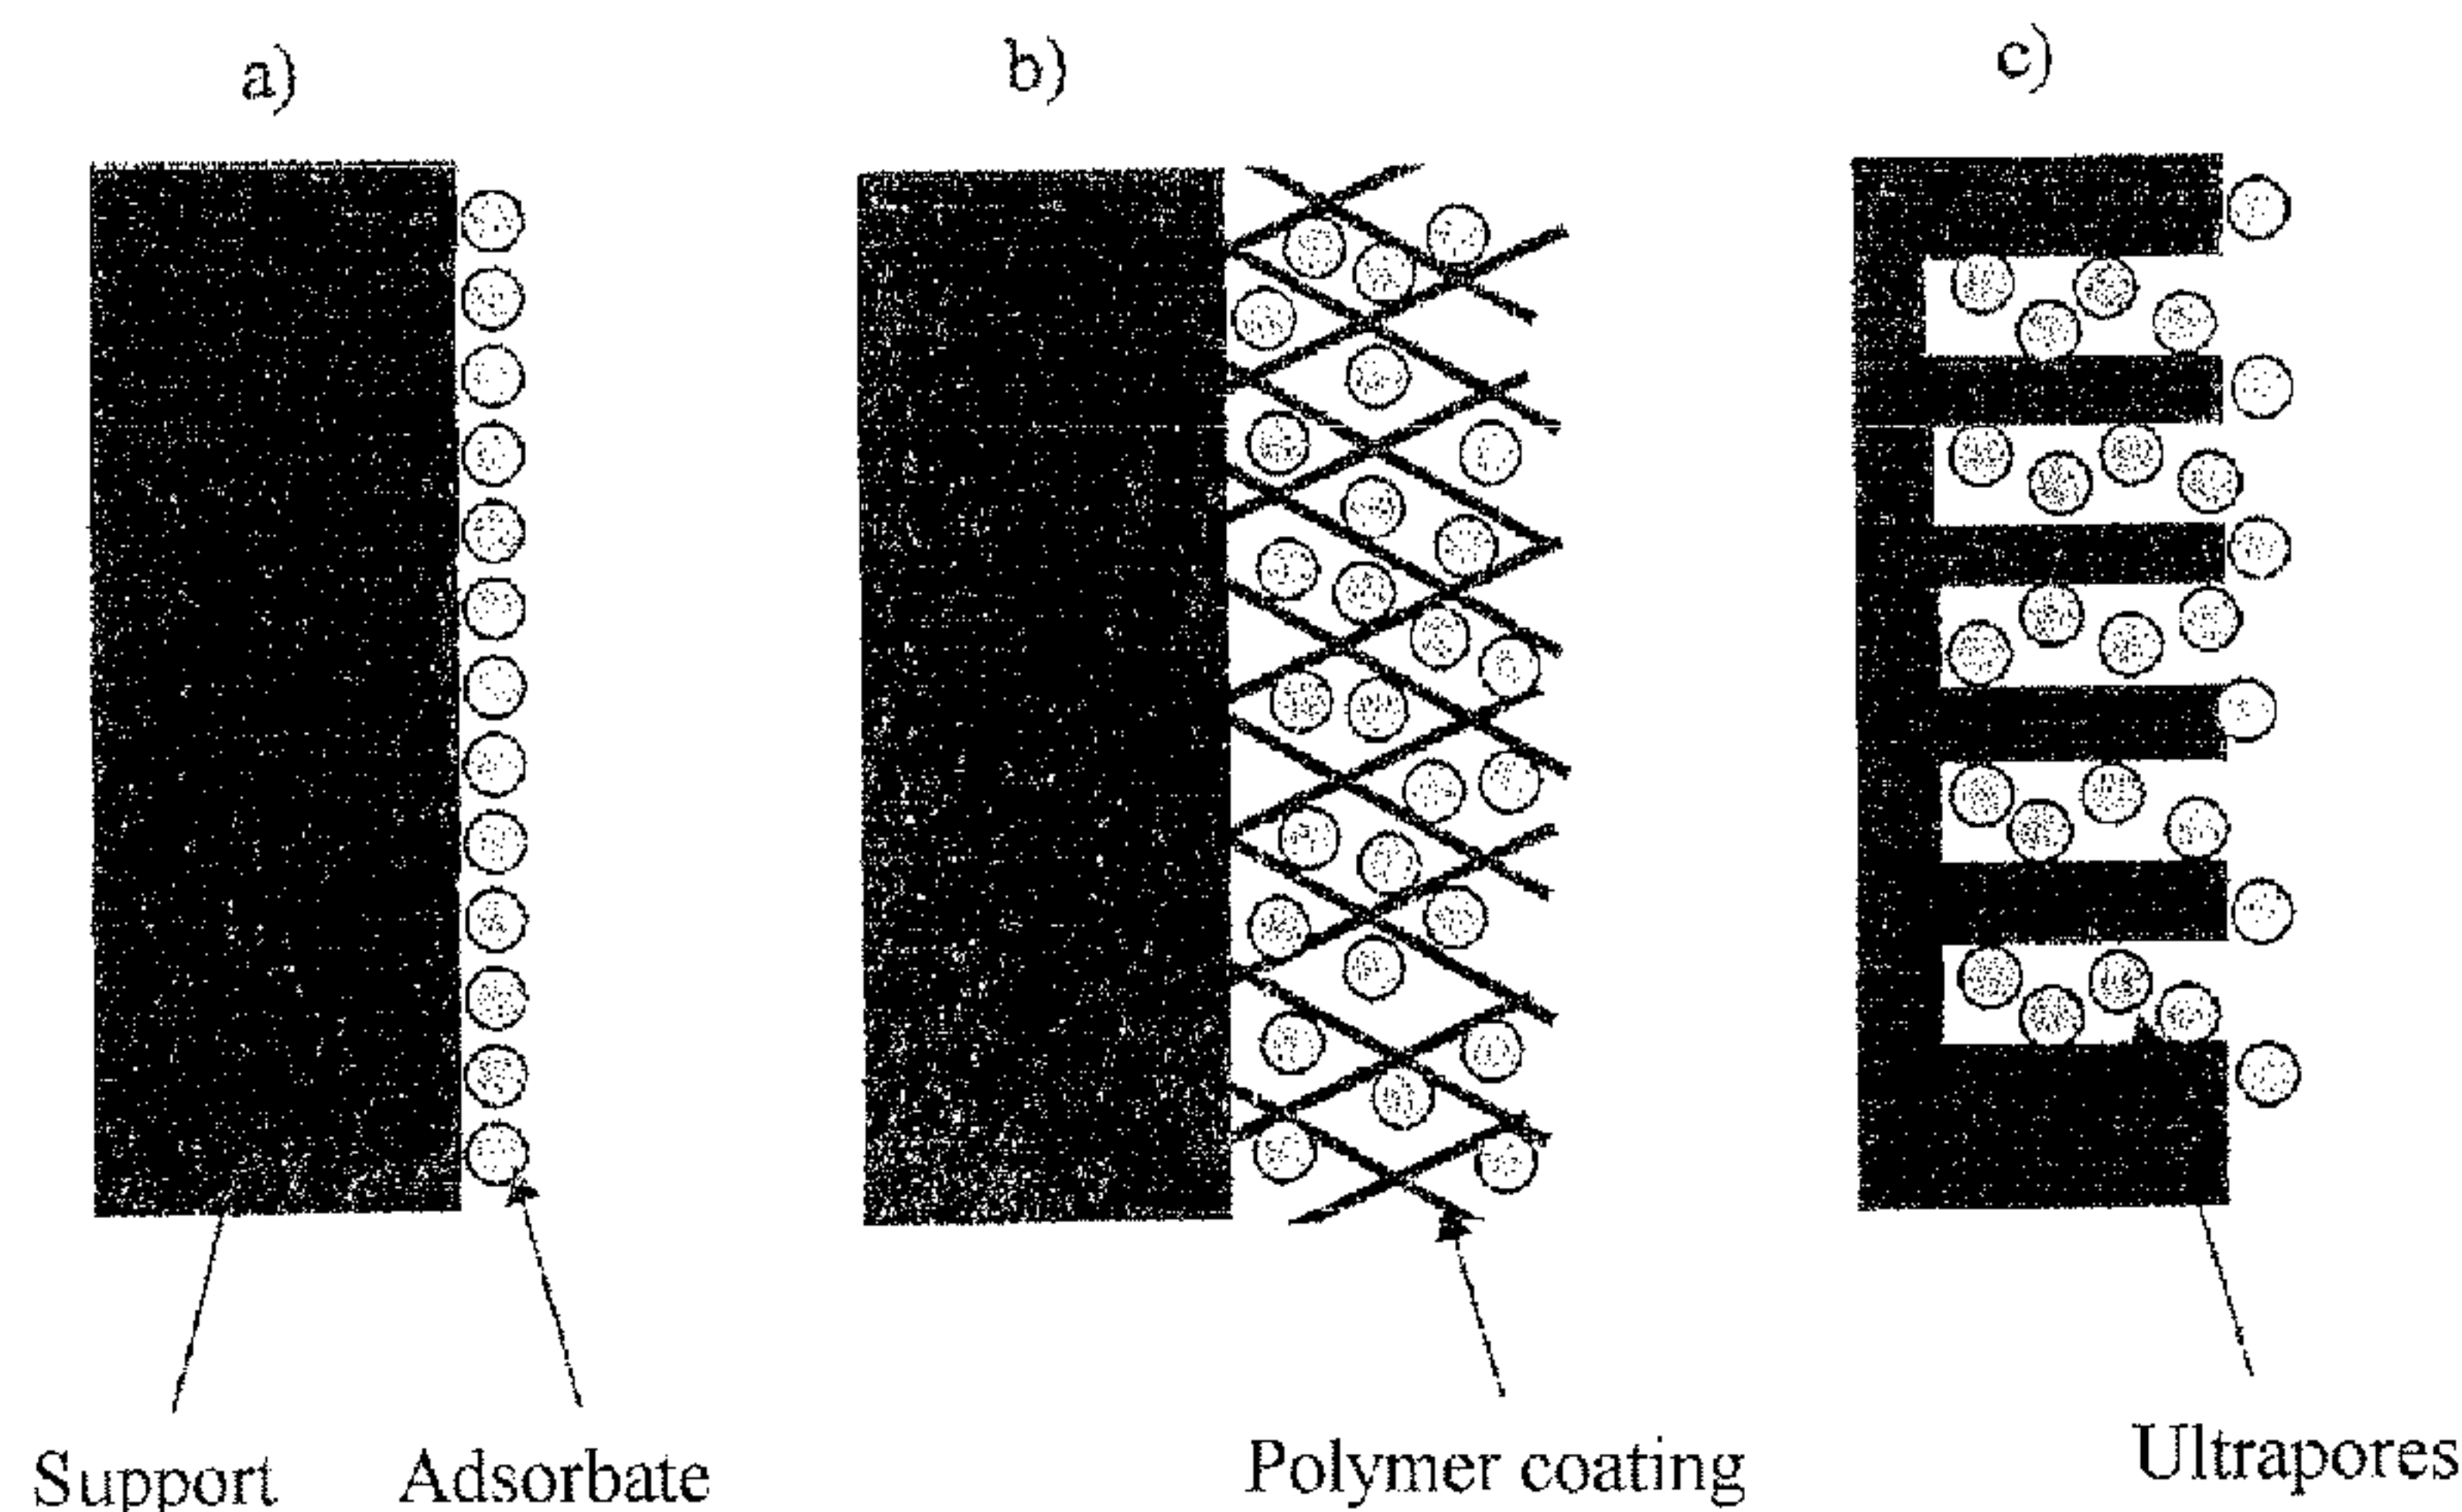 a)
b)
c)
Support
Adsorbate
Polymer coating
Ultrapores